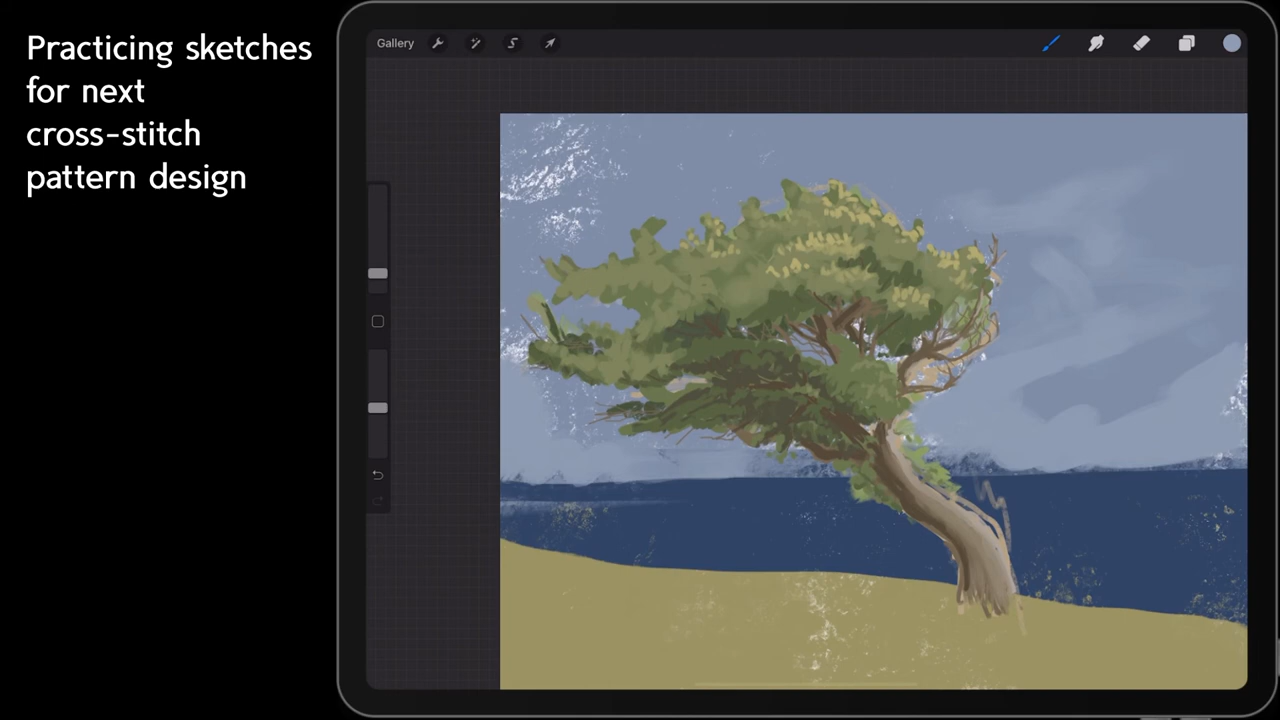 Practicing sketches
for next
cross-stitch
pattern design
Gallery